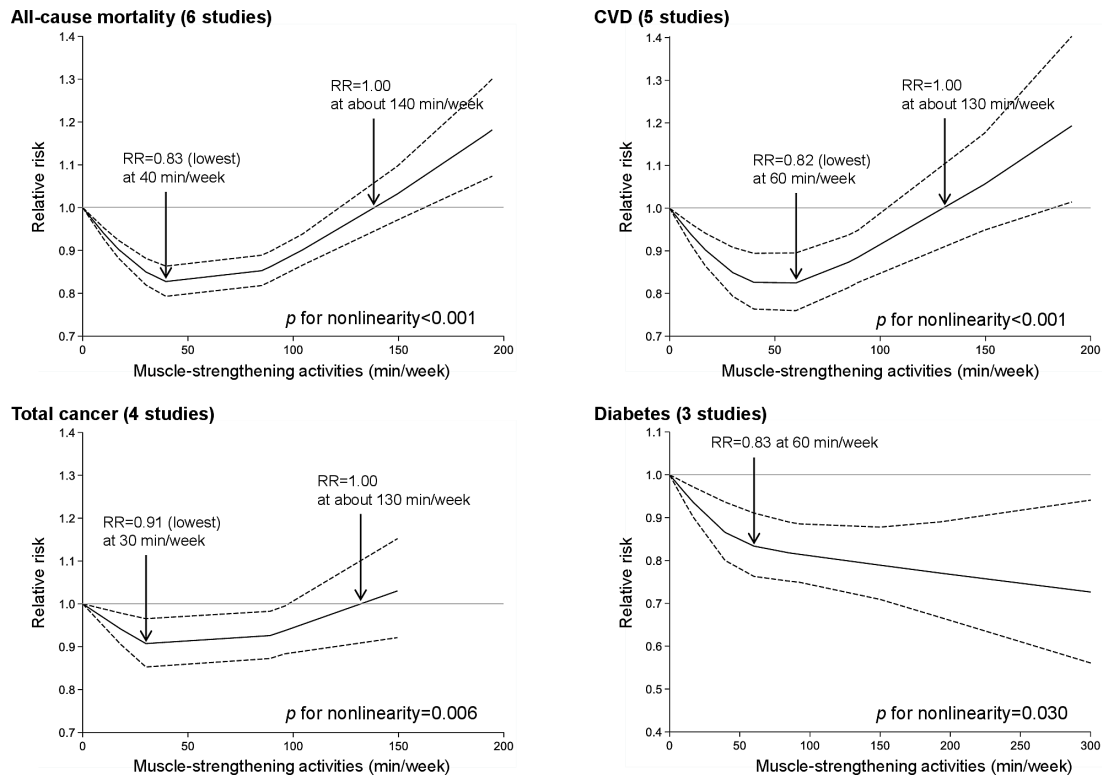 All-cause mortality (6 studies)
1.4
1.3
1.2
1.1
1.0
0.9
0.8
0.7
Relative risk
RR=0.83 (lowest)
at 40 min/week
RR=1.00
at about 140 min/week
p for nonlinearity<0.001
0 50 100 150 200
Muscle-strengthening activities (min/week)
CVD (5 studies)
1.4
1.3
1.2
1.1
1.0
0.9
0.8
0.7
Relative risk
RR=0.82 (lowest)
at 60 min/week
RR=1.00
at about 130 min/week
p for nonlinearity<0.001
0 50 100 150 200
Muscle-strengthening activities (min/week)
Total cancer (4 studies)
1.4
1.3
1.2
1.1
1.0
0.9
0.8
0.7
Relative risk
RR=0.91 (lowest)
at 30 min/week
RR=1.00
at about 130 min/week
p for nonlinearity=0.006
0 50 100 150 200
Muscle-strengthening activities (min/week)
Diabetes (3 studies)
1.1
1.0
0.9
0.8
0.7
0.6
0.5
0.4
Relative risk
RR=0.83 at 60 min/week
p for nonlinearity=0.030
0 50 100 150 200 250 300
Muscle-strengthening activities (min/week)